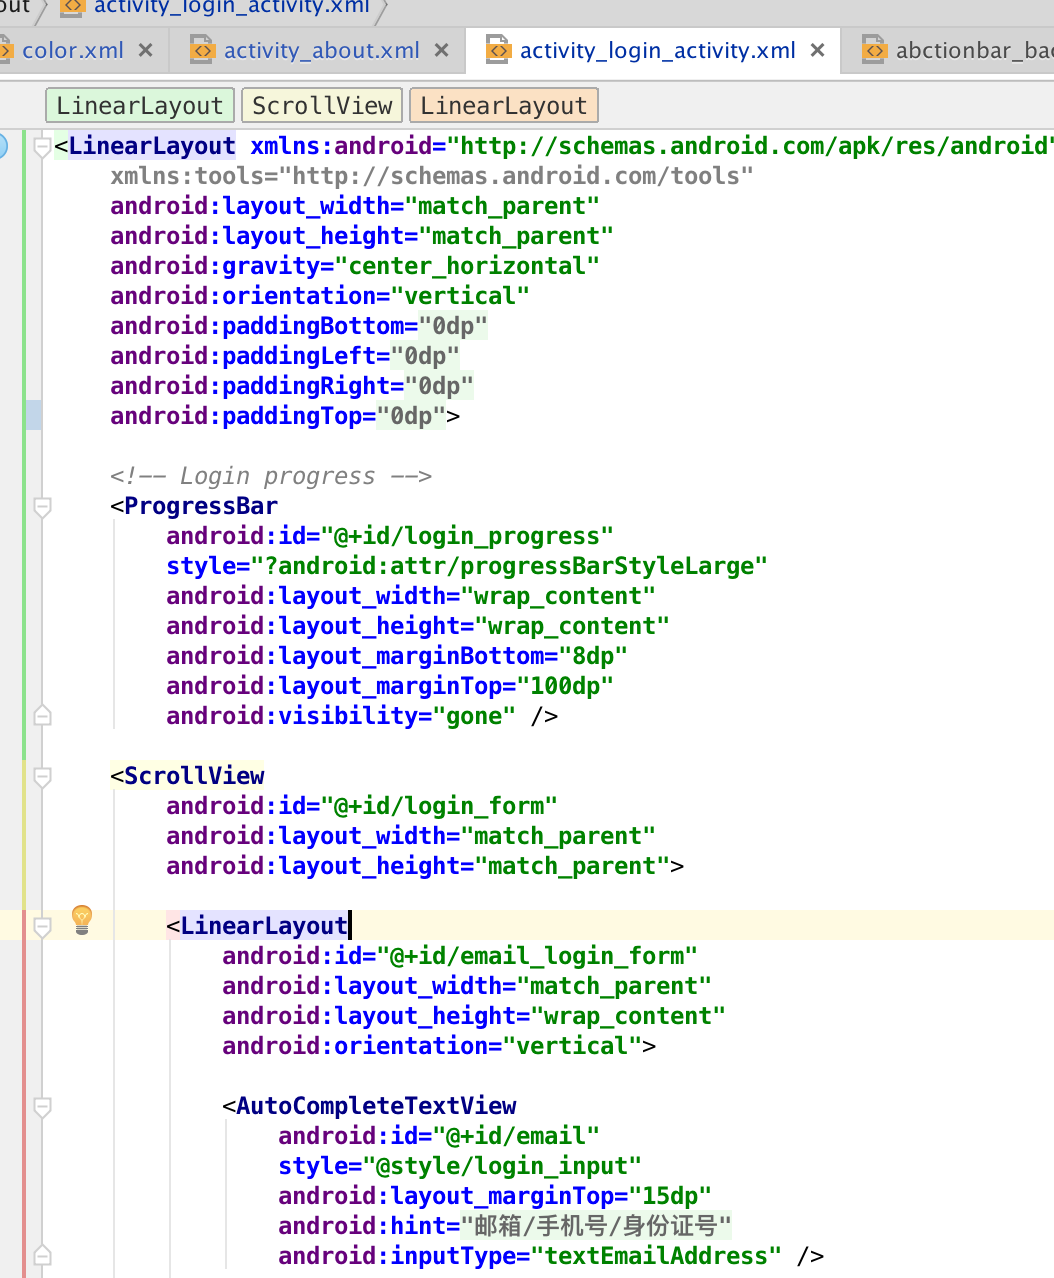 out activity_login_activity.xml
color.xml activity_about.xml activity_login_activity.xml abctionbar_bac
LinearLayout ScrollView LinearLayout
<LinearLayout xmlns:android="http://schemas.android.com/apk/res/android"
xmlns:tools="http://schemas.android.com/tools"
android:layout_width="match_parent"
android:layout_height="match_parent"
android:gravity="center_horizontal"
android:orientation="vertical"
android:paddingBottom="0dp"
android:paddingLeft="0dp"
android:paddingRight="0dp"
android:paddingTop="0dp">
<!-- Login progress -->
<ProgressBar
android:id="@+id/login_progress"
style="?android:attr/progressBarStyleLarge"
android:layout_width="wrap_content"
android:layout_height="wrap_content"
android:layout_marginBottom="8dp"
android:layout_marginTop="100dp"
android:visibility="gone" />
<ScrollView
android:id="@+id/login_form"
android:layout_width="match_parent"
android:layout_height="match_parent">
<LinearLayout
android:id="@+id/email_login_form"
android:layout_width="match_parent"
android:layout_height="wrap_content"
android:orientation="vertical">
<AutoCompleteTextView
android:id="@+id/email"
style="@style/login_input"
android:layout_marginTop="15dp"
android:hint="邮箱/手机号/身份证号"
android:inputType="textEmailAddress" />